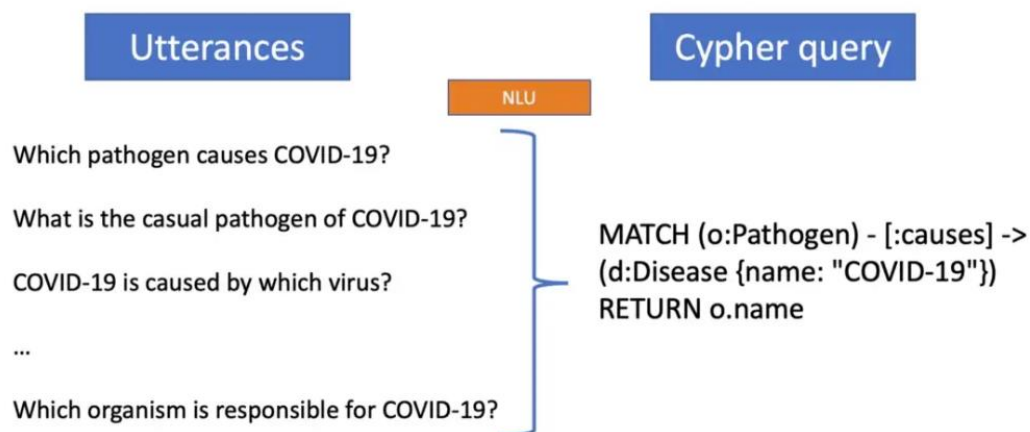 Utterances
Cypher query
NLU
Which pathogen causes COVID-19?
What is the casual pathogen of COVID-19?
COVID-19 is caused by which virus?
...
Which organism is responsible for COVID-19?
MATCH (o:Pathogen) - [:causes] ->
(d:Disease {name: "COVID-19"})
RETURN o.name